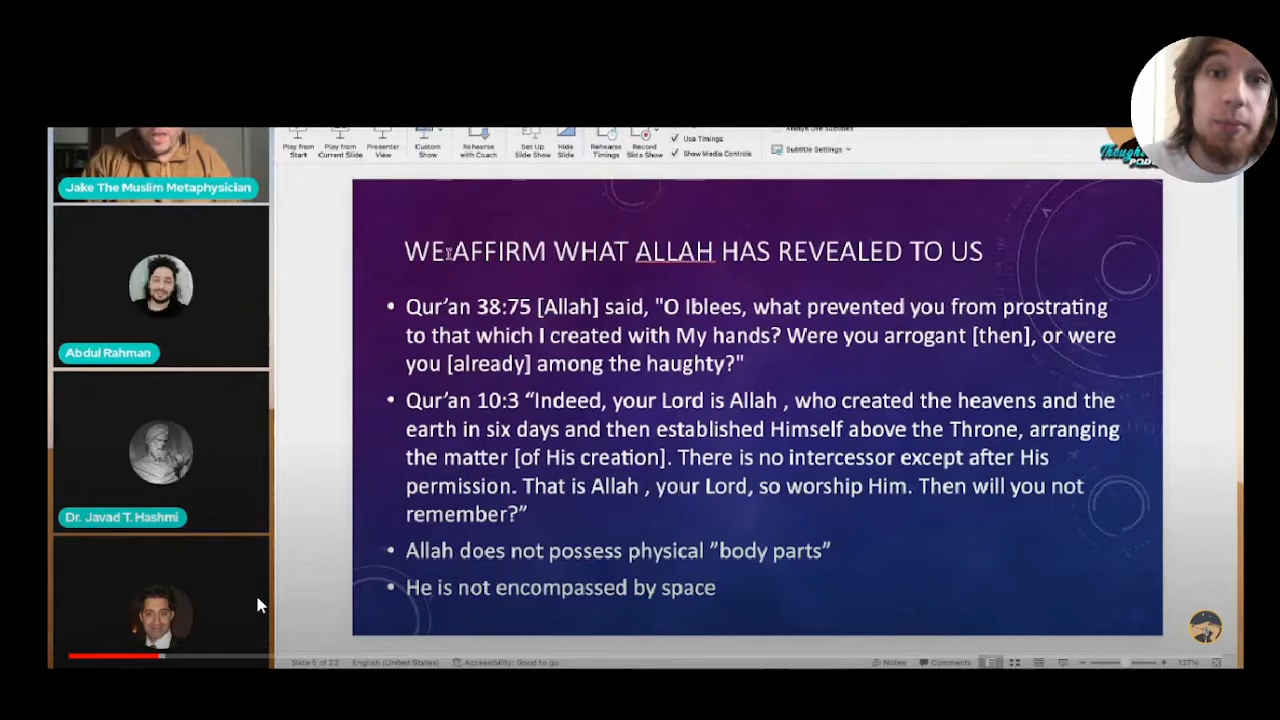 Play from
Start
Play from
Current Slide
Presenter
View
Custom
Show
Rehearse
with Coach
Set Up
Slide Show
Hide
Slide
Rehearse
Timings
Record
Slide Show
Use Timings
Show Media Controls
Always Use Subtitles
Subtitle Settings
Jake The Muslim Metaphysician
Abdul Rahman
Dr. Javad T. Hashmi
WE AFFIRM WHAT ALLAH HAS REVEALED TO US
• Qur’an 38:75 [Allah] said, "O Iblees, what prevented you from prostrating
to that which I created with My hands? Were you arrogant [then], or were
you [already] among the haughty?"
• Qur’an 10:3 “Indeed, your Lord is Allah , who created the heavens and the
earth in six days and then established Himself above the Throne, arranging
the matter [of His creation]. There is no intercessor except after His
permission. That is Allah , your Lord, so worship Him. Then will you not
remember?”
• Allah does not possess physical ”body parts”
• He is not encompassed by space
Slide 5 of 22
English (United States)
Accessibility: Good to go
Notes
Comments
127%